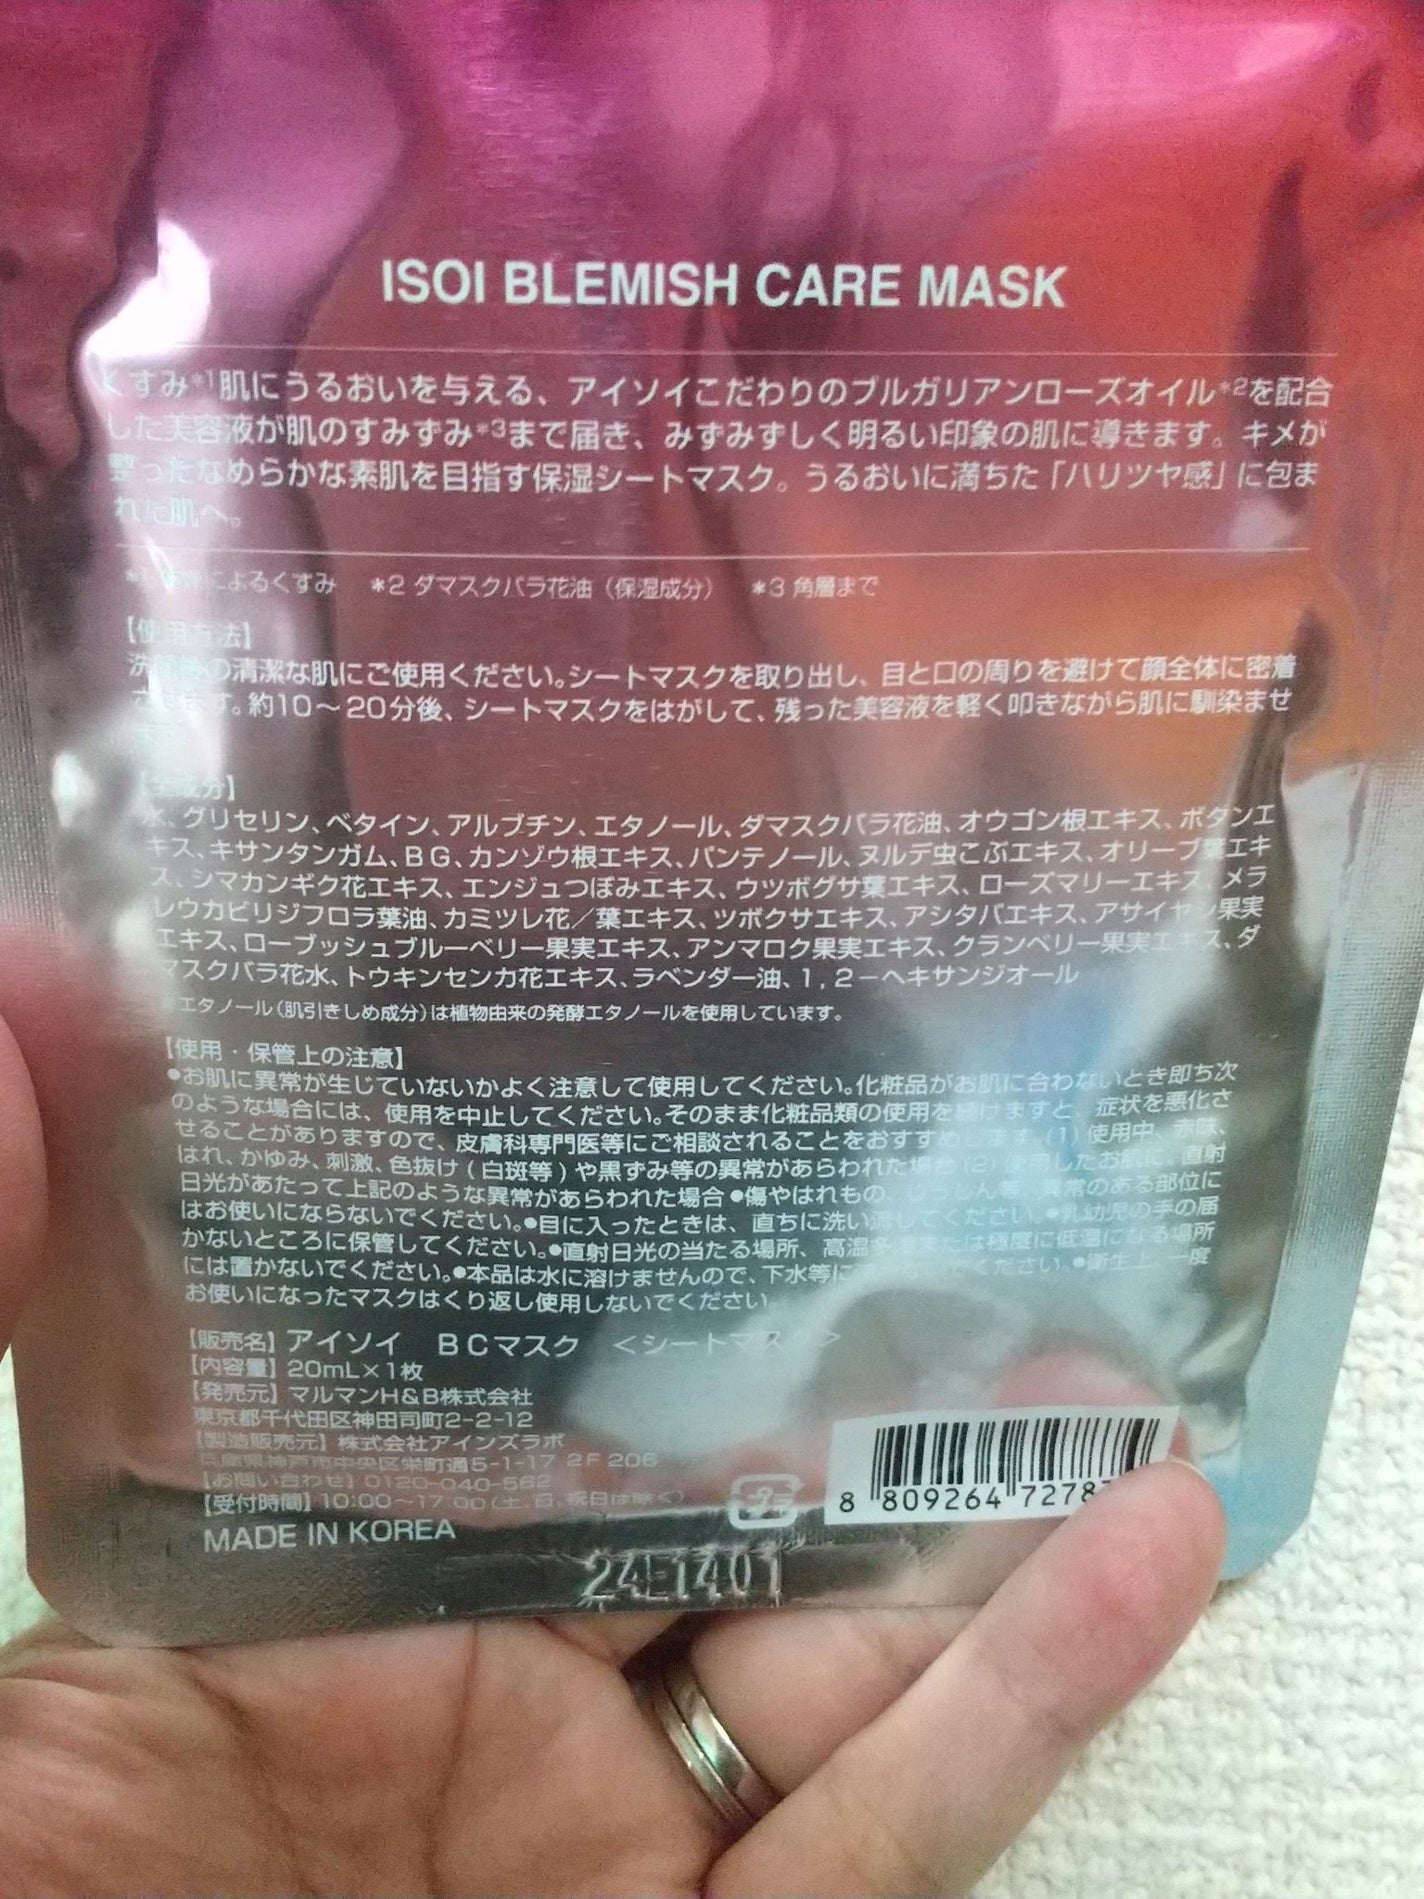 ISOI BLEMISH CARE MASK
くすみ*1肌にうるおいを与える、アイソイこだわりのブルガリアンローズオイル*2を配合
した美容液が肌のすみずみ*3まで届き、みずみずしく明るい印象の肌に導きます。キメが
整ったなめらかな素肌を目指す保湿シートマスク。うるおいに満ちた「ハリツヤ感」に包ま
れた肌へ。
*1 によるくすみ *2 ダマスクバラ花油（保湿成分） *3 角層まで
【使用方法】
の清潔な肌にご使用ください。シートマスクを取り出し、目と口の周りを避けて顔全体に密着
させます。約10～20分後、シートマスクをはがして、残った美容液を軽く叩きながら肌に馴染ませ
【全成分】
水、グリセリン、ベタイン、アルブチン、エタノール、ダマスクバラ花油、オウゴン根エキス、ボタンエ
キス、キサンタンガム、BG、カンゾウ根エキス、パンテノール、ヌルデ虫こぶエキス、オリーブ葉エキ
ス、シマカンギク花エキス、エンジュつぼみエキス、ウツボグサ葉エキス、ローズマリーエキス、メラ
レウカビリジフロラ葉油、カミツレ花／葉エキス、ツボクサエキス、アシタバエキス、アサイヤシ果実
エキス、ローブッシュブルーベリー果実エキス、アンマロク果実エキス、クランベリー果実エキス、ダ
マスクバラ花水、トウキンセンカ花エキス、ラベンダー油、1，2－ヘキサンジオール
エタノール（肌引きしめ成分）は植物由来の発酵エタノールを使用しています。
【使用・保管上の注意】
●お肌に異常が生じていないかよく注意して使用してください。化粧品がお肌に合わないとき即ち次
のような場合には、使用を中止してください。そのまま化粧品類の使用を続けますと、症状を悪化さ
せることがありますので、皮膚科専門医等にご相談されることをおすすめします。(1)使用中、赤味、
はれ、かゆみ、刺激、色抜け(白斑等)や黒ずみ等の異常があらわれた場合(2)使用したお肌に、直射
日光があたって上記のような異常があらわれた場合●傷やはれもの、しっしん等、異常のある部位に
はお使いにならないでください。●目に入ったときは、直ちに洗い流してください。●乳幼児の手の届
かないところに保管してください。●直射日光の当たる場所、高温多湿または極度に低温になる場所
には置かないでください。●本品は水に溶けませんので、下水等に ください。●衛生上、一度
お使いになったマスクはくり返し使用しないでください。
【販売名】アイソイ BCマスク ＜シートマスク＞
【内容量】20mL×1枚
【発売元】マルマンH&B株式会社
東京都千代田区神田司町2-2-12
【製造販売元】株式会社アインズラボ
兵庫県神戸市中央区栄町通5-1-17 2F 206
【お問い合わせ】0120-040-562
【受付時間】10:00～17:00(土、日、祝日は除く)
MADE IN KOREA
プラ
8 809264 7278
24E1401